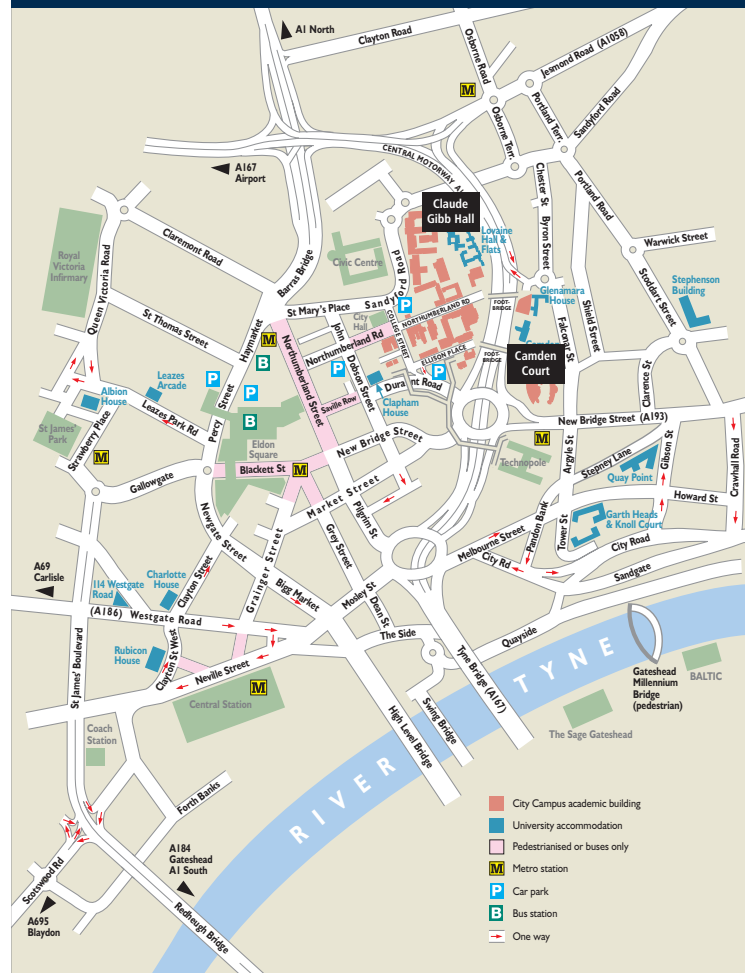 A1 North
Clayton Road
Osborne Road
Jesmond Road (A1058)
Portland Terr.
Sandyford Road
Osborne Terr.
CENTRAL MOTORWAY
A167
Airport
Chester St
Byron Street
Portland Road
Claude
Gibb Hall
Lovaine
Hall &
Flats
Warwick Street
Claremont Road
Royal
Victoria
Infirmary
Queen Victoria Road
Civic Centre
Barras Bridge
Sandyford Road
Stoddart Street
Stephenson
Building
Glenamara
House
St Mary's Place
City
Hall
NORTHUMBERLAND RD
FOOT-
BRIDGE
Shield Street
Falconar St
St Thomas Street
Haymarket
M
B
P
John Dobson Street
Northumberland Rd
COLLEGE STREET
ELLISON PLACE
FOOT-
BRIDGE
Camden
Court
Northumberland Street
Leazes
Arcade
Albion
House
Leazes Park Rd
Percy Street
Saville Row
Durant Road
Clapham
House
Clarence St
St James'
Park
Strawberry Place
Eldon
Square
New Bridge Street
New Bridge Street (A193)
Technopole
Argyle St
Stepney Lane
Gibson St
Crawhall Road
Gallowgate
Blackett St
Market Street
Quay Point
Howard St
Pilgrim St
Newgate Street
Grey Street
Melbourne Street
Pandon Bank
Tower St
Garth Heads
& Knoll Court
City Road
City Rd
Sandgate
A69
Carlisle
114 Westgate
Road
Charlotte
House
Clayton Street
Grainger Street
Bigg Market
Mosley St
Dean St
(A186) Westgate Road
The Side
Quayside
Rubicon
House
Clayton St West
Neville Street
Central Station
St James' Boulevard
Tyne Bridge (A167)
Swing Bridge
High Level Bridge
RIVER TYNE
Gateshead
Millennium
Bridge
(pedestrian)
BALTIC
The Sage Gateshead
Coach
Station
Forth Banks
Scotswood Rd
A184
Gateshead
A1 South
A695
Blaydon
Redheugh Bridge
City Campus academic building
University accommodation
Pedestrianised or buses only
M Metro station
P Car park
B Bus station
One way